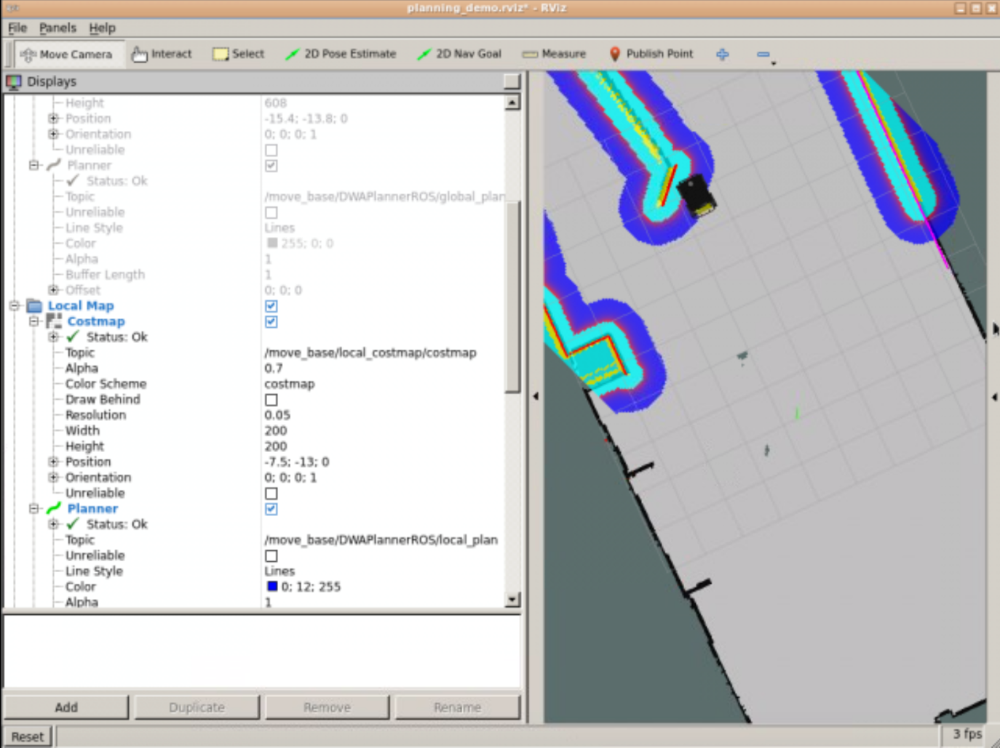 planning_demo.rviz* - RViz
File Panels Help
Move Camera Interact Select 2D Pose Estimate 2D Nav Goal Measure Publish Point
Displays
Height 608
Position -15.4; -13.8; 0
Orientation 0; 0; 0; 1
Unreliable
Planner
Status: Ok
Topic /move_base/DWAPlannerROS/global_plan
Unreliable
Line Style Lines
Color 255; 0; 0
Alpha 1
Buffer Length 1
Offset 0; 0; 0
Local Map
Costmap
Status: Ok
Topic /move_base/local_costmap/costmap
Alpha 0.7
Color Scheme costmap
Draw Behind
Resolution 0.05
Width 200
Height 200
Position -7.5; -13; 0
Orientation 0; 0; 0; 1
Unreliable
Planner
Status: Ok
Topic /move_base/DWAPlannerROS/local_plan
Unreliable
Line Style Lines
Color 0; 12; 255
Alpha 1
Add Duplicate Remove Rename
Reset 3 fps